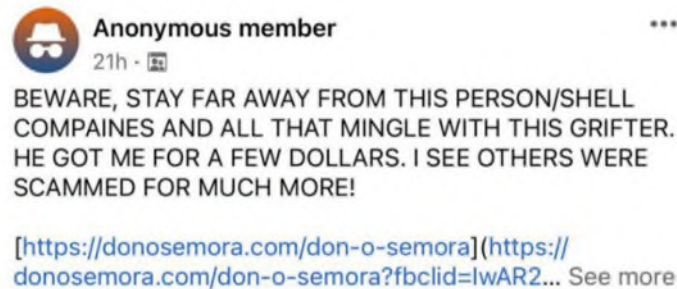 Anonymous member
21h ·
BEWARE, STAY FAR AWAY FROM THIS PERSON/SHELL
COMPAINES AND ALL THAT MINGLE WITH THIS GRIFTER.
HE GOT ME FOR A FEW DOLLARS. I SEE OTHERS WERE
SCAMMED FOR MUCH MORE!
[https://donosemora.com/don-o-semora](https://
donosemora.com/don-o-semora?fbclid=IwAR2... See more